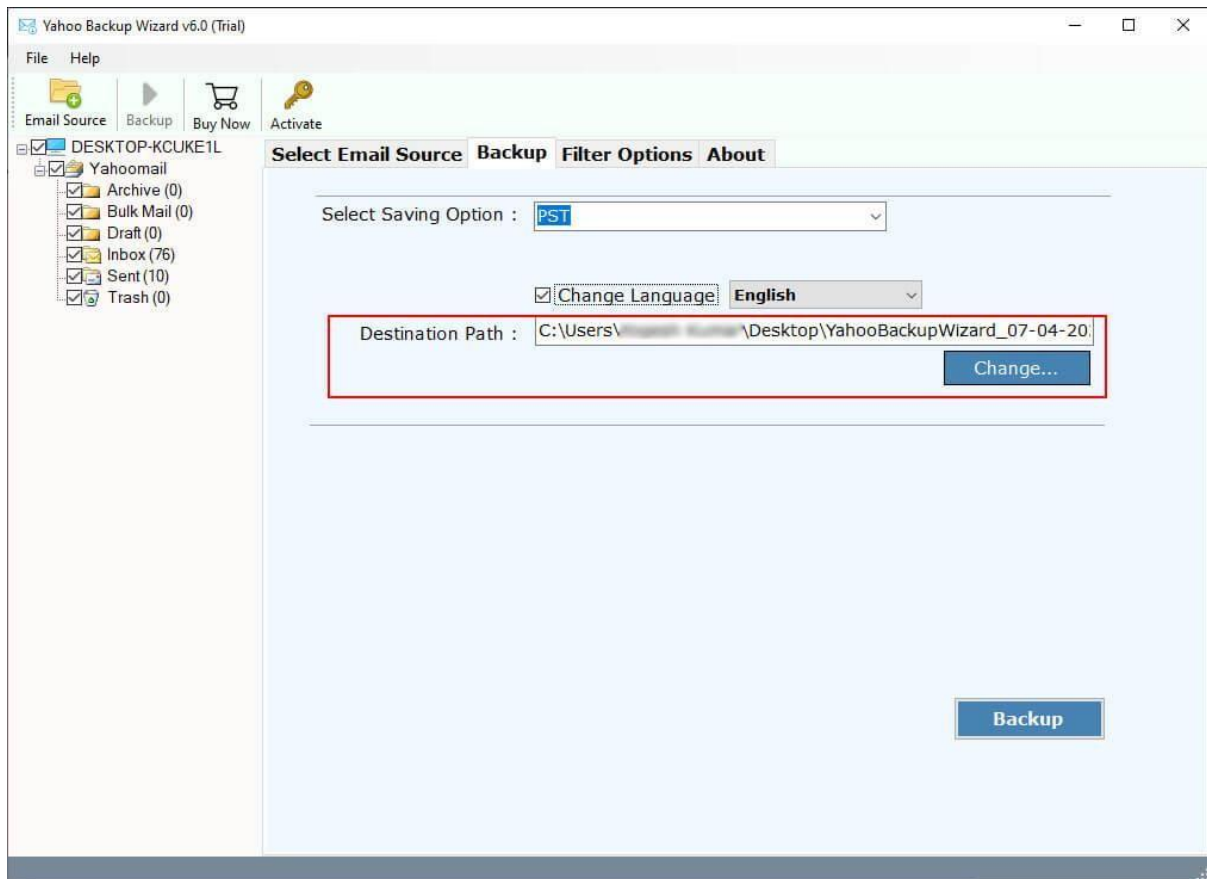 Yahoo Backup Wizard v6.0 (Trial)
File Help
Email Source Backup Buy Now Activate
DESKTOP-KCUKE1L
Yahoomail
Archive (0)
Bulk Mail (0)
Draft (0)
Inbox (76)
Sent (10)
Trash (0)
Select Email Source Backup Filter Options About
Select Saving Option : PST
Change Language English
Destination Path : C:\Users\ \Desktop\YahooBackupWizard_07-04-20
Change...
Backup